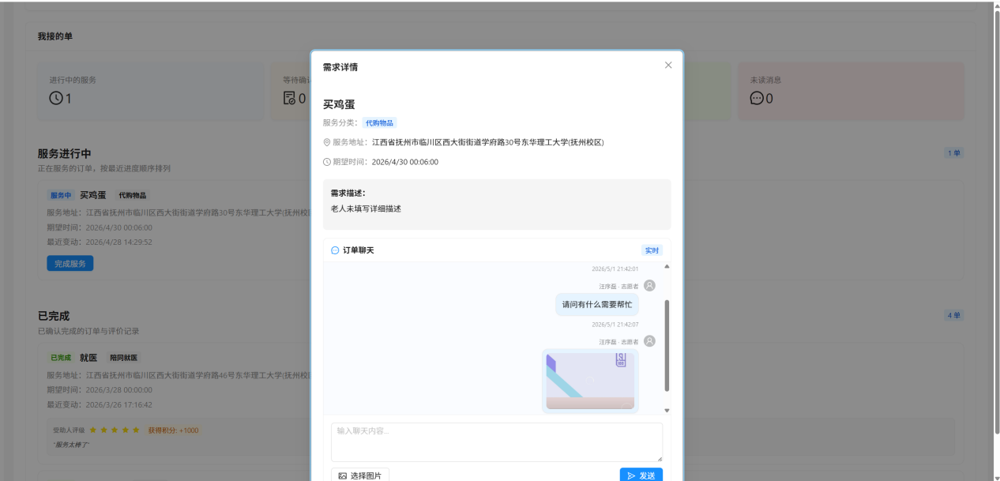 我接的单
进行中的服务
1
等待确
0
未读消息
0
服务进行中
正在服务的订单，按最近进度顺序排列
1 单
服务中 买鸡蛋 代购物品
服务地址：江西省抚州市临川区西大街街道学府路30号东华理工大学(抚州校
期望时间：2026/4/30 00:06:00
最近变动：2026/4/28 14:29:52
完成服务
已完成
已确认完成的订单与评价记录
4 单
已完成 就医 陪同就医
服务地址：江西省抚州市临川区西大街街道学府路46号东华理工大学(抚州校
期望时间：2026/3/28 00:00:00
最近变动：2026/3/26 17:16:42
受助人评级 获得积分: +1000
"服务太棒了"
需求详情
买鸡蛋
服务分类： 代购物品
服务地址：江西省抚州市临川区西大街街道学府路30号东华理工大学(抚州校区)
期望时间：2026/4/30 00:06:00
需求描述：
老人未填写详细描述
订单聊天
实时
2026/5/1 21:42:01
汪序磊 · 志愿者
请问有什么需要帮忙
2026/5/1 21:42:07
汪序磊 · 志愿者
输入聊天内容...
选择图片
发送